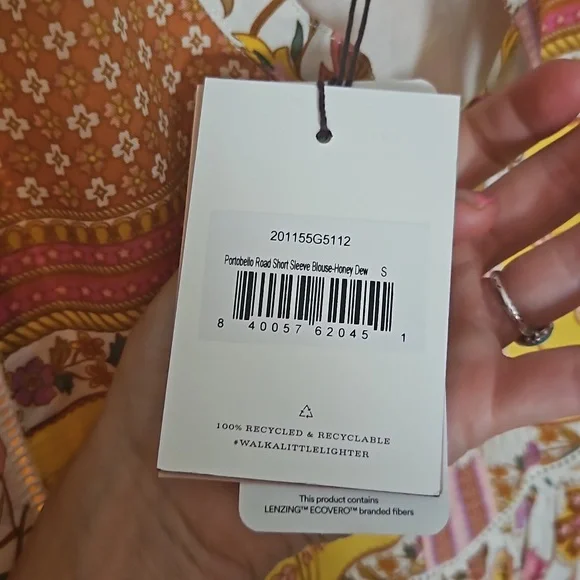 201155G5112
Portobello Road Short Sleeve Blouse-Honey Dew S
8 40057 62045 1
100% RECYCLED & RECYCLABLE
#WALKALITTLELIGHTER
This product contains
LENZING™ ECOVERO™ branded fibers